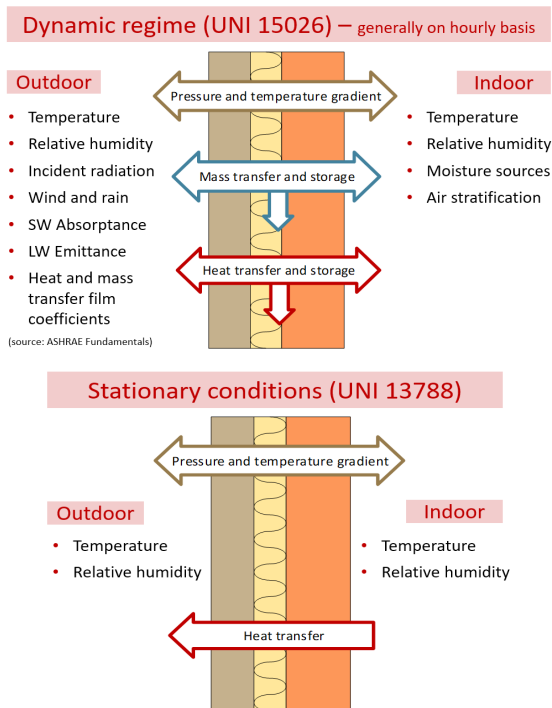 Dynamic regime (UNI 15026) – generally on hourly basis
Outdoor
• Temperature
• Relative humidity
• Incident radiation
• Wind and rain
• SW Absorptance
• LW Emittance
• Heat and mass
transfer film
coefficients
(source: ASHRAE Fundamentals)
Pressure and temperature gradient
Mass transfer and storage
Heat transfer and storage
Indoor
• Temperature
• Relative humidity
• Moisture sources
• Air stratification
Stationary conditions (UNI 13788)
Pressure and temperature gradient
Outdoor
• Temperature
• Relative humidity
Indoor
• Temperature
• Relative humidity
Heat transfer